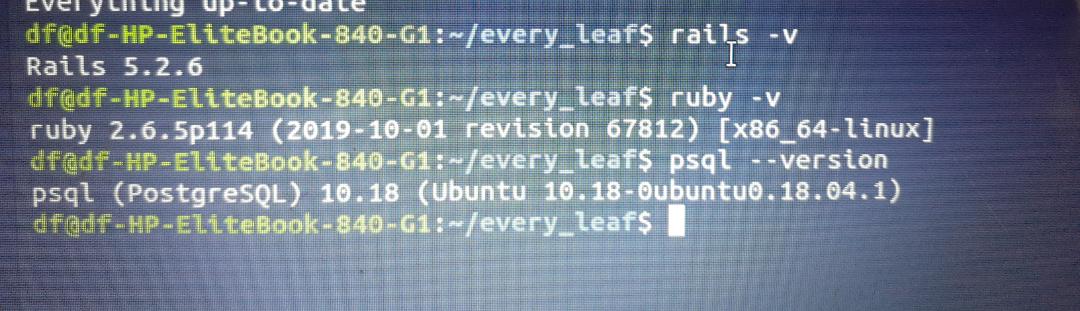 Everything up-to-date
df@df-HP-EliteBook-840-G1:~/every_leaf$ rails -v
Rails 5.2.6
df@df-HP-EliteBook-840-G1:~/every_leaf$ ruby -v
ruby 2.6.5p114 (2019-10-01 revision 67812) [x86_64-linux]
df@df-HP-EliteBook-840-G1:~/every_leaf$ psql --version
psql (PostgreSQL) 10.18 (Ubuntu 10.18-0ubuntu0.18.04.1)
df@df-HP-EliteBook-840-G1:~/every_leaf$